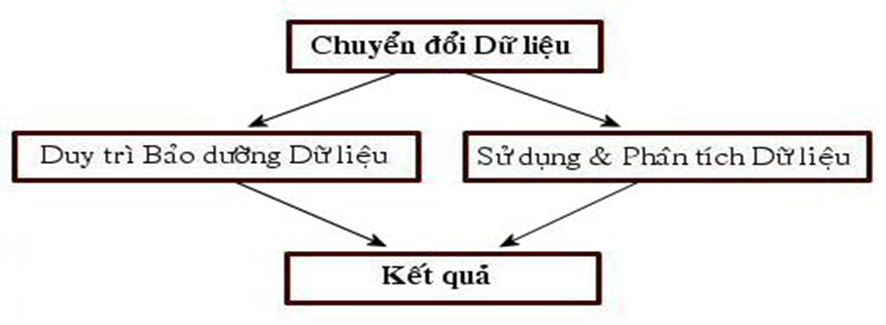 Chuyển đổi Dữ liệu
Duy trì Bảo dưỡng Dữ liệu
Sử dụng & Phân tích Dữ liệu
Kết quả